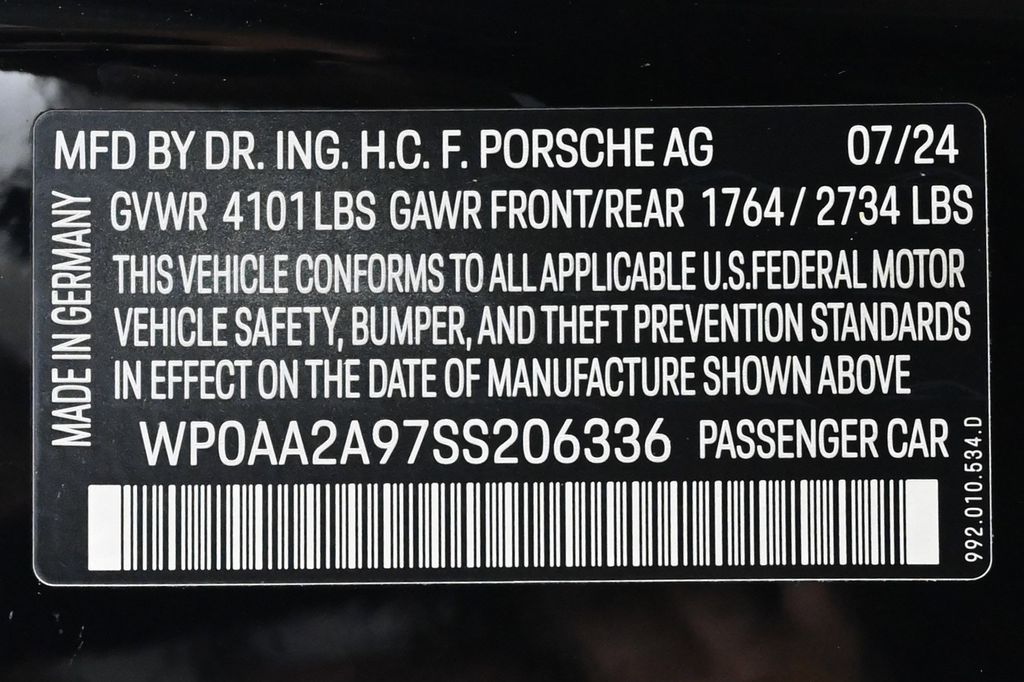 MFD BY DR. ING. H.C. F. PORSCHE AG 07/24
GVWR 4101 LBS GAWR FRONT/REAR 1764 / 2734 LBS
THIS VEHICLE CONFORMS TO ALL APPLICABLE U.S.FEDERAL MOTOR
VEHICLE SAFETY, BUMPER, AND THEFT PREVENTION STANDARDS
IN EFFECT ON THE DATE OF MANUFACTURE SHOWN ABOVE
WP0AA2A97SS206336 PASSENGER CAR
MADE IN GERMANY
992.010.534.D